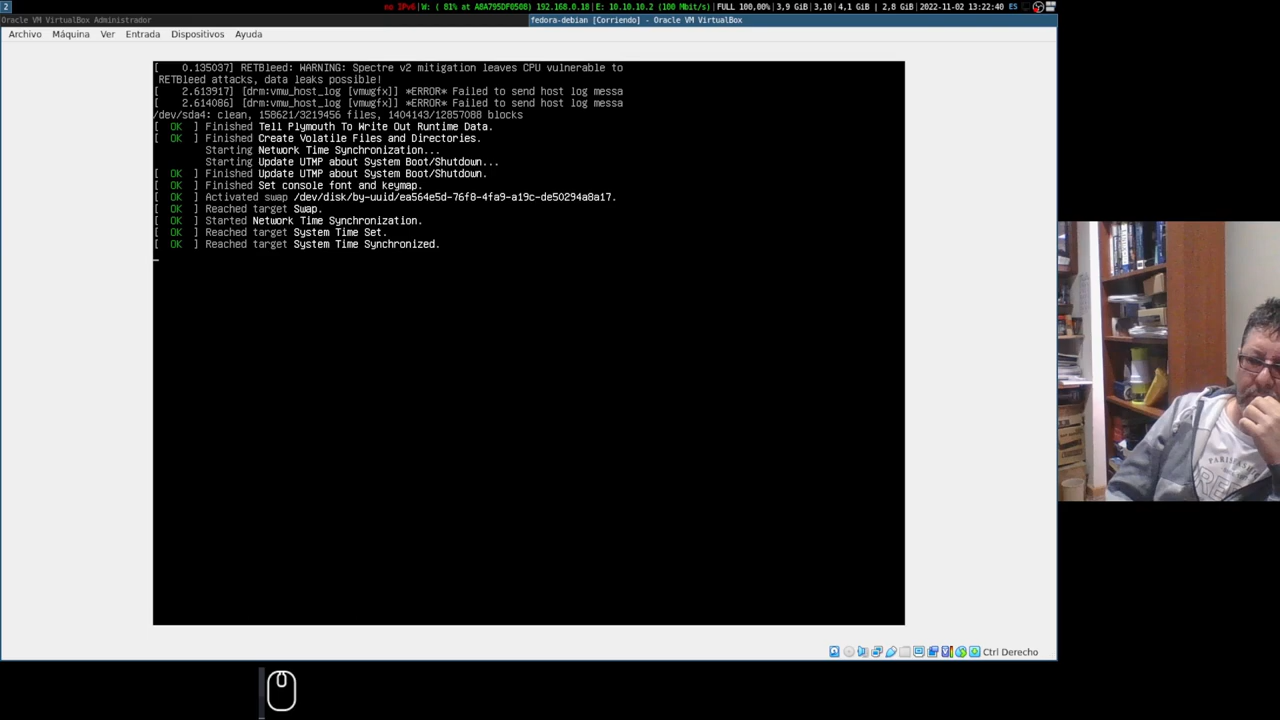 2
no IPv6|W: ( 81% at A8A795DF0508) 192.168.0.18 | E: 10.10.10.2 (100 Mbit/s)|FULL 100,00%|3,9 GiB|3,10 | 4,1 GiB | 2,8 GiB|2022-11-02 13:22:40 ES
Oracle VM VirtualBox Administrador
fedora-debian [Corriendo] - Oracle VM VirtualBox
Archivo Máquina Ver Entrada Dispositivos Ayuda
[    0.135037] RETBleed: WARNING: Spectre v2 mitigation leaves CPU vulnerable to
RETBleed attacks, data leaks possible!
[    2.613917] [drm:vmw_host_log [vmwgfx]] *ERROR* Failed to send host log messa
[    2.614086] [drm:vmw_host_log [vmwgfx]] *ERROR* Failed to send host log messa
/dev/sda4: clean, 158621/3219456 files, 1404143/12857088 blocks
[  OK  ] Finished Tell Plymouth To Write Out Runtime Data.
[  OK  ] Finished Create Volatile Files and Directories.
Starting Network Time Synchronization...
Starting Update UTMP about System Boot/Shutdown...
[  OK  ] Finished Update UTMP about System Boot/Shutdown.
[  OK  ] Finished Set console font and keymap.
[  OK  ] Activated swap /dev/disk/by-uuid/ea564e5d-76f8-4fa9-a19c-de50294a8a17.
[  OK  ] Reached target Swap.
[  OK  ] Started Network Time Synchronization.
[  OK  ] Reached target System Time Set.
[  OK  ] Reached target System Time Synchronized.
Ctrl Derecho